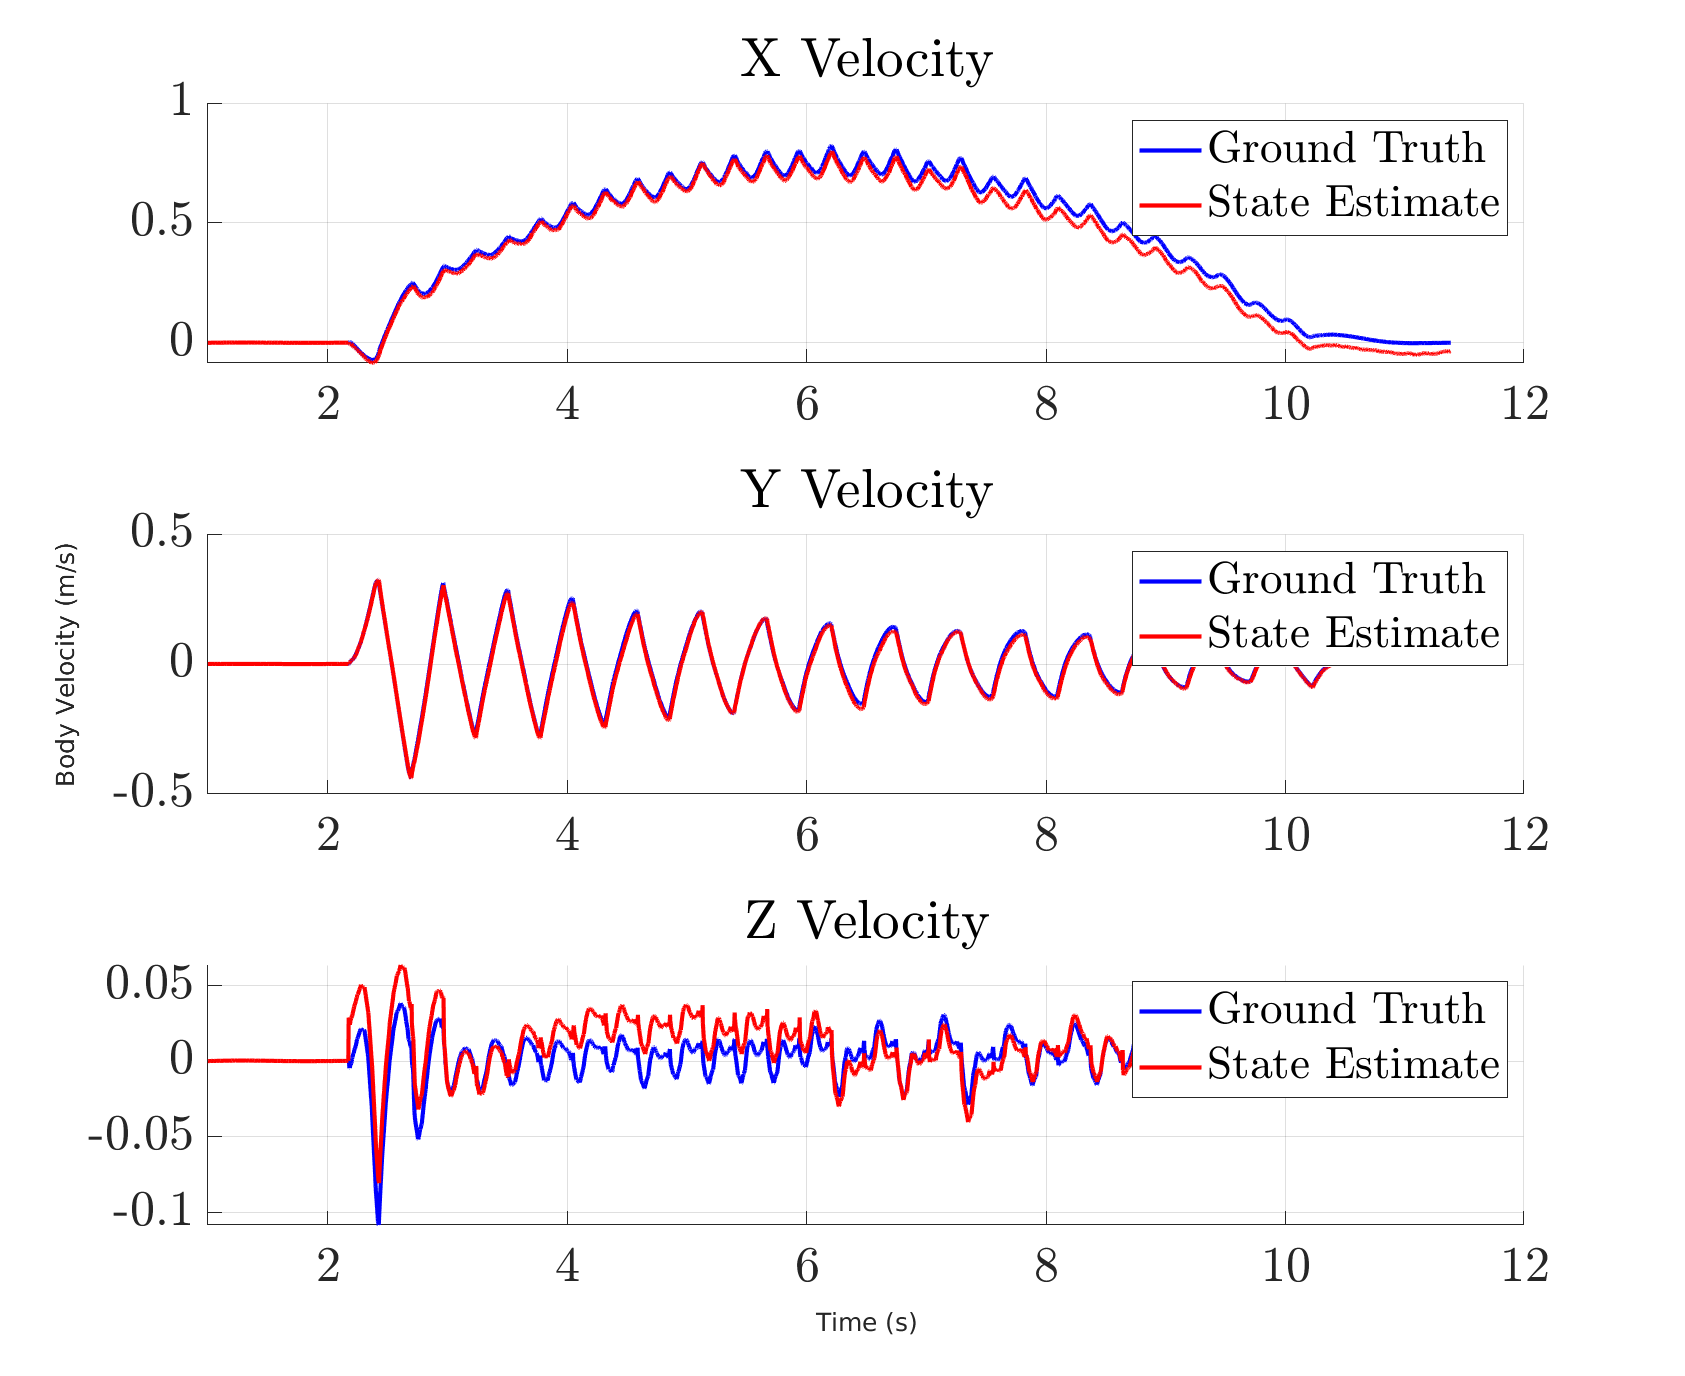 X Velocity
1
0.5
0
Ground Truth
State Estimate
2 4 6 8 10 12
Y Velocity
Body Velocity (m/s)
0.5
0
-0.5
Ground Truth
State Estimate
2 4 6 8 10 12
Z Velocity
0.05
0
-0.05
-0.1
Ground Truth
State Estimate
2 4 6 8 10 12
Time (s)